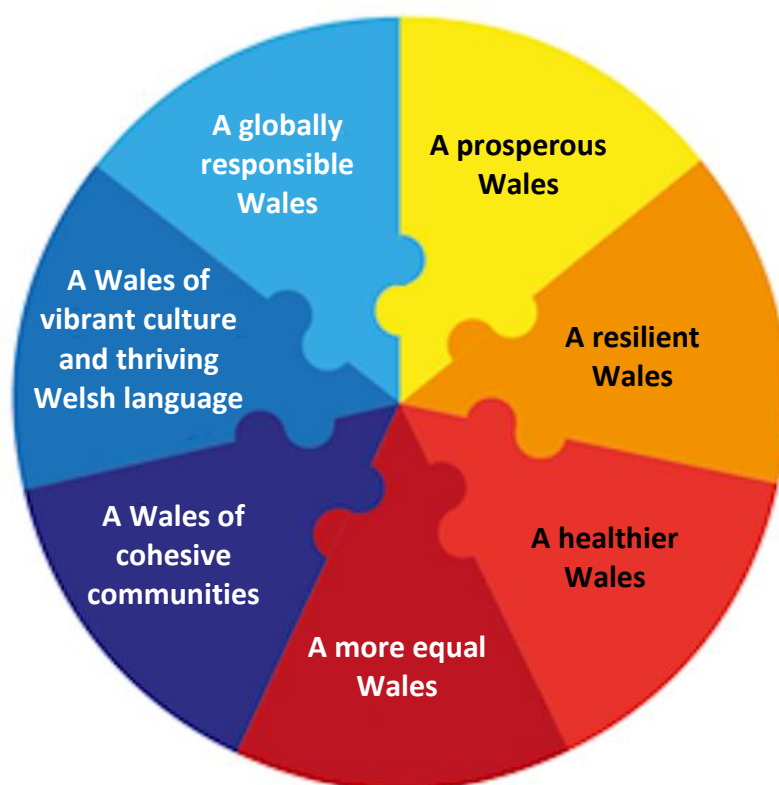 A prosperous
Wales
A resilient
Wales
A healthier
Wales
A more equal
Wales
A Wales of
cohesive
communities
A Wales of
vibrant culture
and thriving
Welsh language
A globally
responsible
Wales